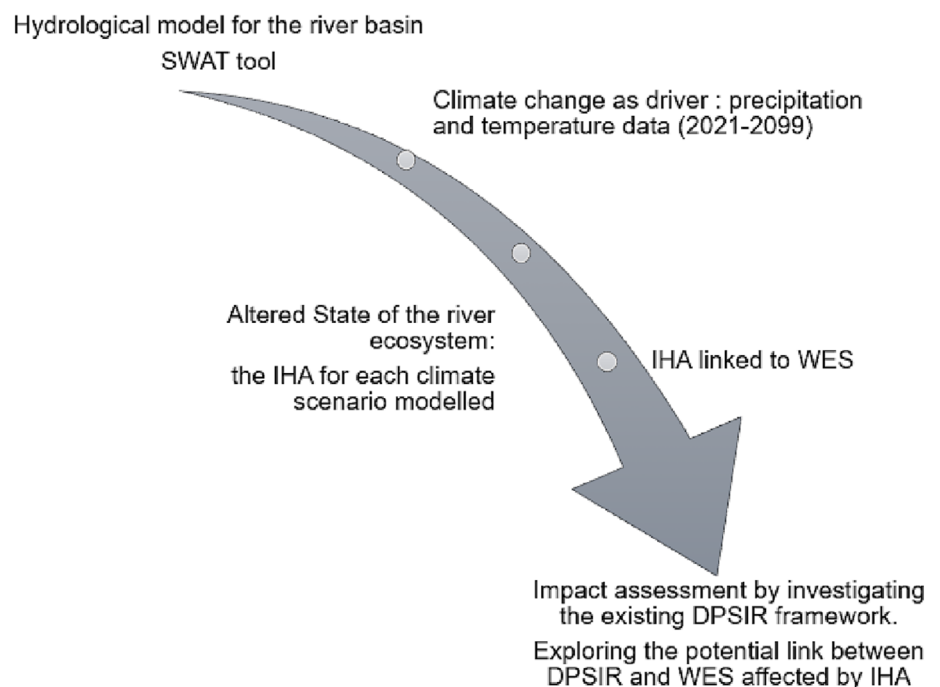 Hydrological model for the river basin
SWAT tool
Climate change as driver : precipitation
and temperature data (2021-2099)
Altered State of the river
ecosystem:
the IHA for each climate
scenario modelled
IHA linked to WES
Impact assessment by investigating
the existing DPSIR framework.
Exploring the potential link between
DPSIR and WES affected by IHA